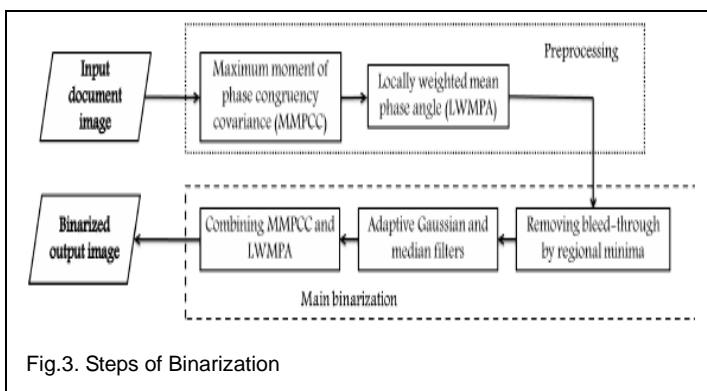 Preprocessing
Input
document
image
Maximum moment of
phase congruency
covariance (MMPCC)
Locally weighted mean
phase angle (LWMPA)
Binarized
output image
Combining MMPCC and
LWMPA
Adaptive Gaussian and
median filters
Removing bleed-through
by regional minima
Main binarization
Fig.3. Steps of Binarization